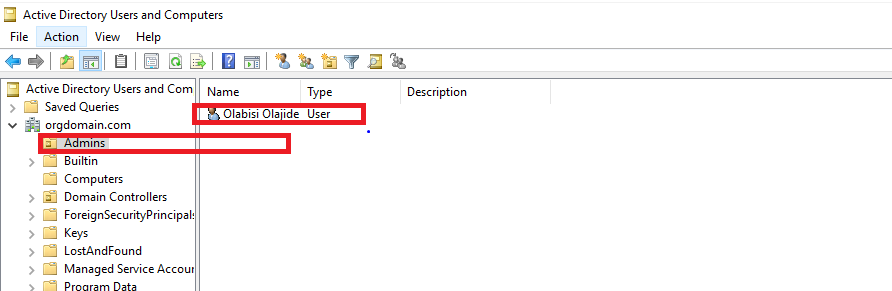 Active Directory Users and Computers
File Action View Help
Active Directory Users and Com
Name Type Description
Saved Queries
Olabisi Olajide User
orgdomain.com
Admins
Builtin
Computers
Domain Controllers
ForeignSecurityPrincipals
Keys
LostAndFound
Managed Service Accour
Program Data